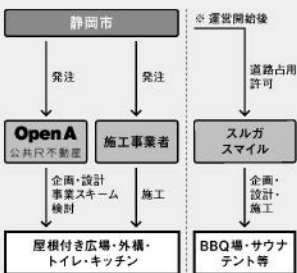 静岡市
※ 運営開始後
発注
発注
道路占用
許可
Open A
公共R不動産
施工事業者
スルガ
スマイル
企画・設計
事業スキーム
検討
施工
企画・
設計・
施工
屋根付き広場・外構・
トイレ・キッチン
BBQ場・サウナ
テント等